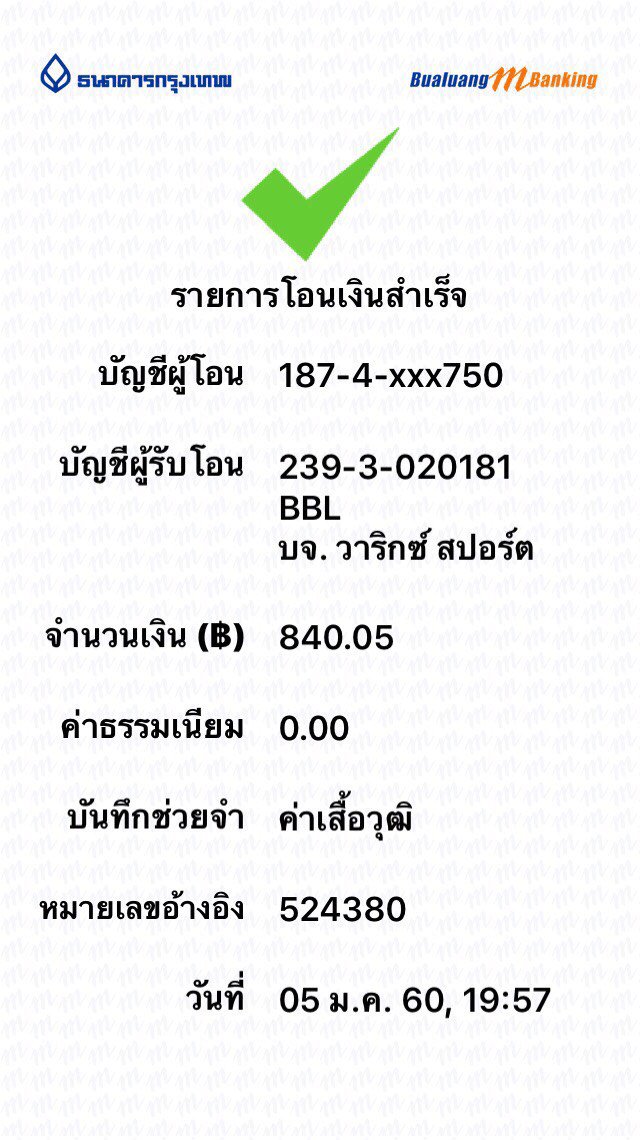 ธนาคารกรุงเทพ
Bualuang m Banking
รายการโอนเงินสำเร็จ
บัญชีผู้โอน 187-4-xxx750
บัญชีผู้รับโอน 239-3-020181
BBL
บจ. วาริกซ์ สปอร์ต
จำนวนเงิน (฿) 840.05
ค่าธรรมเนียม 0.00
บันทึกช่วยจำ ค่าเสื้อวุฒิ
หมายเลขอ้างอิง 524380
วันที่ 05 ม.ค. 60, 19:57